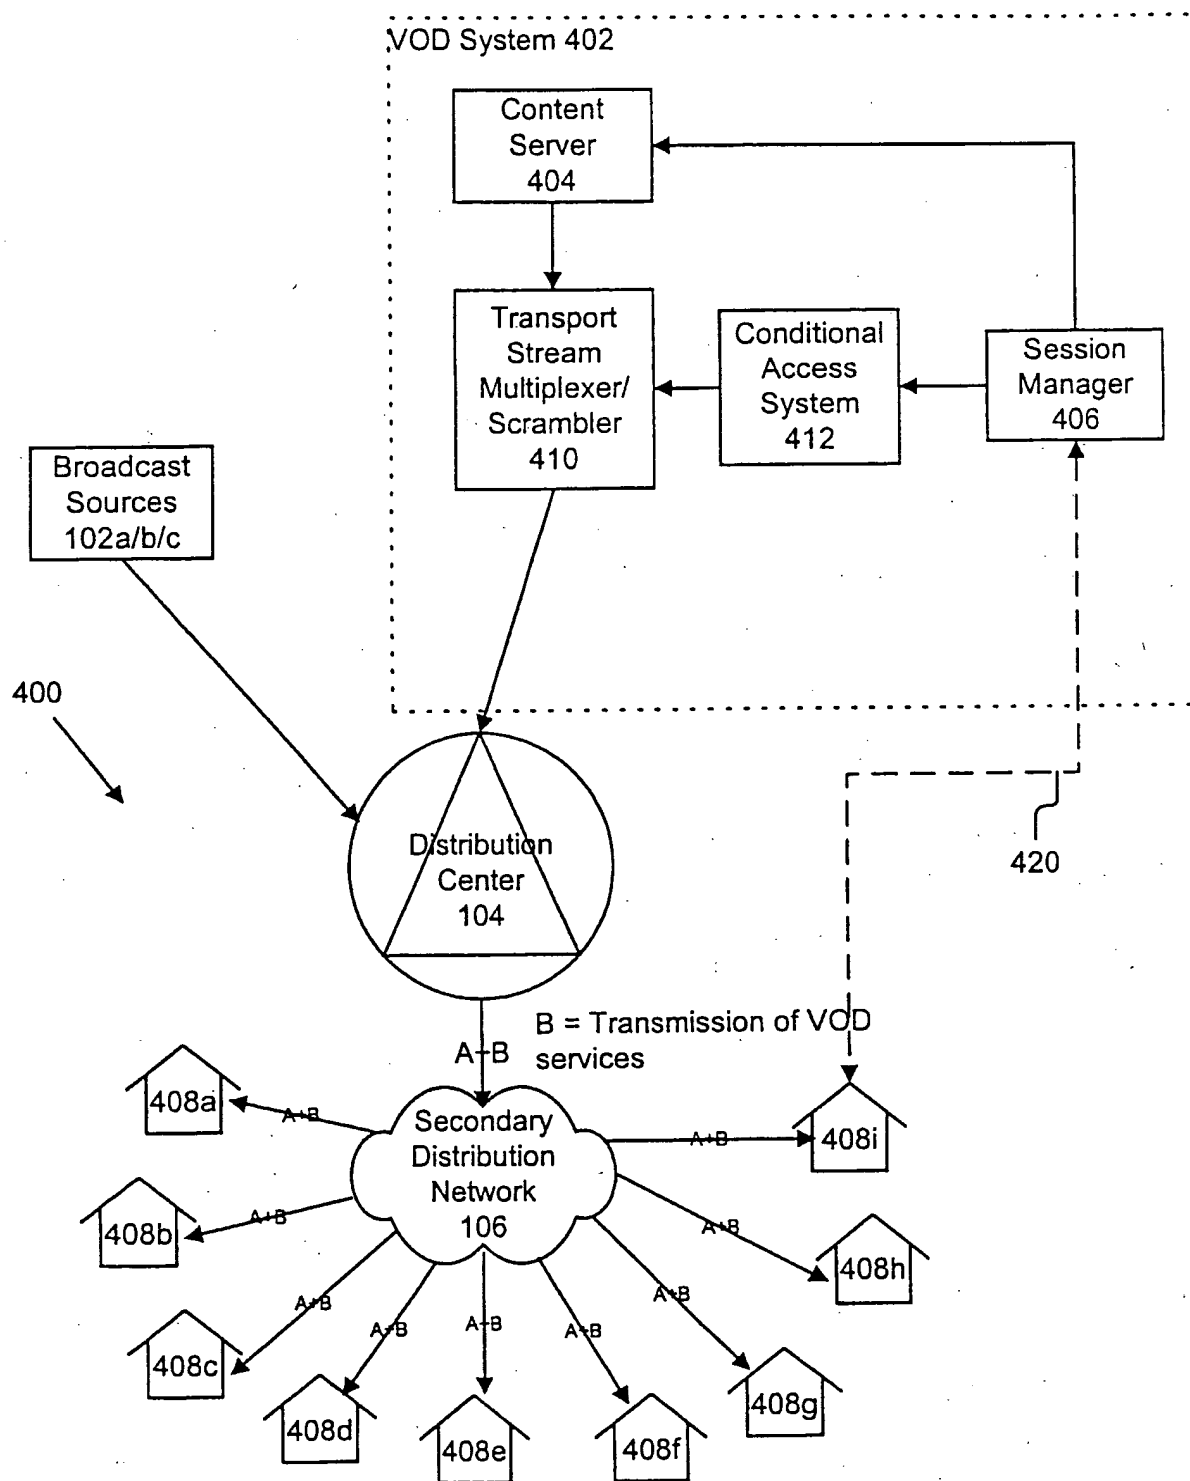 VOD System 402
Content
Server
404
Transport
Stream
Multiplexer/
Scrambler
410
Conditional
Access
System
412
Session
Manager
406
Broadcast
Sources
102a/b/c
400
420
Distribution
Center
104
A+B
B = Transmission of VOD
services
Secondary
Distribution
Network
106
408a
A+B
A+B
408i
408b
A+B
A+B
408h
408c
A+B
A+B
408g
408d
A+B
408e
A+B
408f
A+B